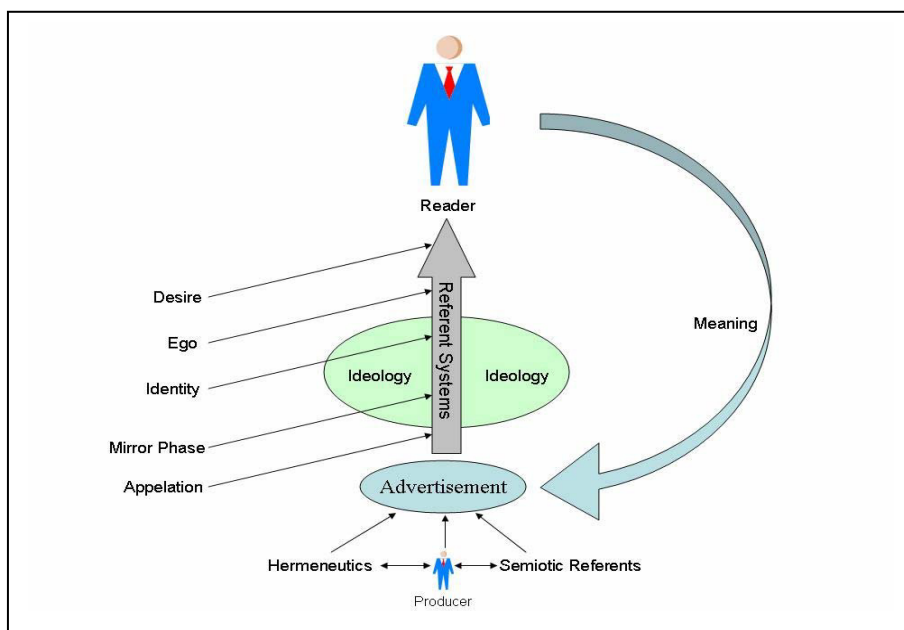 Reader
Desire
Ego
Identity
Mirror Phase
Appelation
Referent Systems
Ideology
Ideology
Meaning
Advertisement
Hermeneutics
Semiotic Referents
Producer